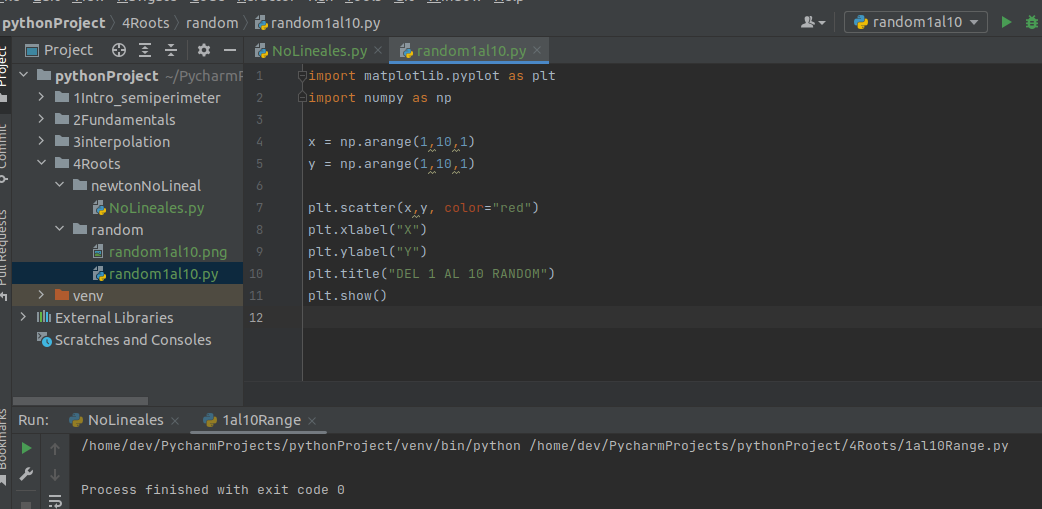 pythonProject 4Roots random random1al10.py
random1al10
Project
NoLineales.py random1al10.py
Project
pythonProject ~/PycharmP
1Intro_semiperimeter
2Fundamentals
3interpolation
4Roots
newtonNoLineal
NoLineales.py
random
random1al10.png
random1al10.py
venv
External Libraries
Scratches and Consoles
Commit
Pull Requests
1 import matplotlib.pyplot as plt
2 import numpy as np
3
4 x = np.arange(1,10,1)
5 y = np.arange(1,10,1)
6
7 plt.scatter(x,y, color="red")
8 plt.xlabel("X")
9 plt.ylabel("Y")
10 plt.title("DEL 1 AL 10 RANDOM")
11 plt.show()
12
Run: NoLineales 1al10Range
Bookmarks
/home/dev/PycharmProjects/pythonProject/venv/bin/python /home/dev/PycharmProjects/pythonProject/4Roots/1al10Range.py
Process finished with exit code 0